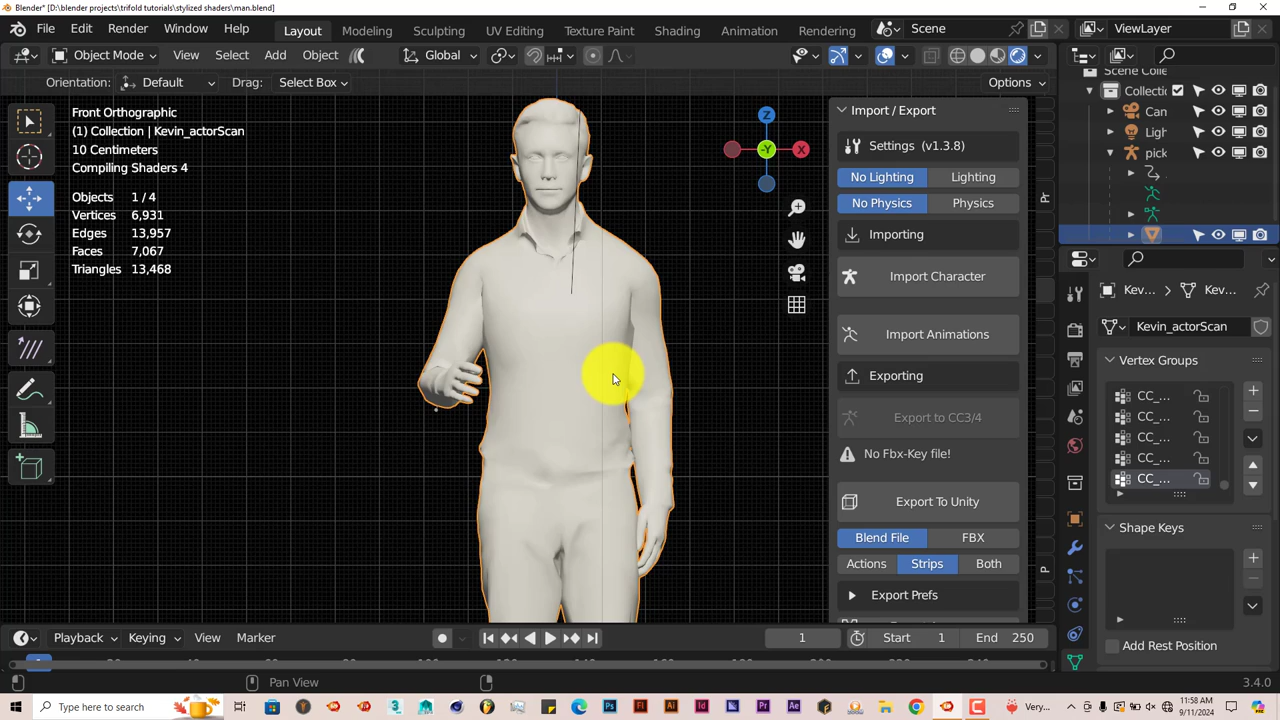 Blender* [D:\blender projects\trifold tutorials\stylized shaders\man.blend]
File Edit Render Window Help Layout Modeling Sculpting UV Editing Texture Paint Shading Animation Rendering Scene ViewLayer
Object Mode View Select Add Object Global
Orientation: Default Drag: Select Box Options
Front Orthographic
(1) Collection | Kevin_actorScan
10 Centimeters
Compiling Shaders 4
Objects 1 / 4
Vertices 6,931
Edges 13,957
Faces 7,067
Triangles 13,468
Z
-Y
X
Import / Export
Settings (v1.3.8)
No Lighting Lighting
No Physics Physics
Importing
Import Character
Import Animations
Exporting
Export to CC3/4
No Fbx-Key file!
Export To Unity
Blend File FBX
Actions Strips Both
Export Prefs
Pr
P
Scene Colle
Collectic
Can
Ligh
pick
Kev... Kev...
Kevin_actorScan
Vertex Groups
CC_...
CC_...
CC_...
CC_...
CC_...
Shape Keys
Add Rest Position
Playback Keying View Marker 1 Start 1 End 250
Pan View 3.4.0
Type here to search
Very...
11:58 AM
9/11/2024